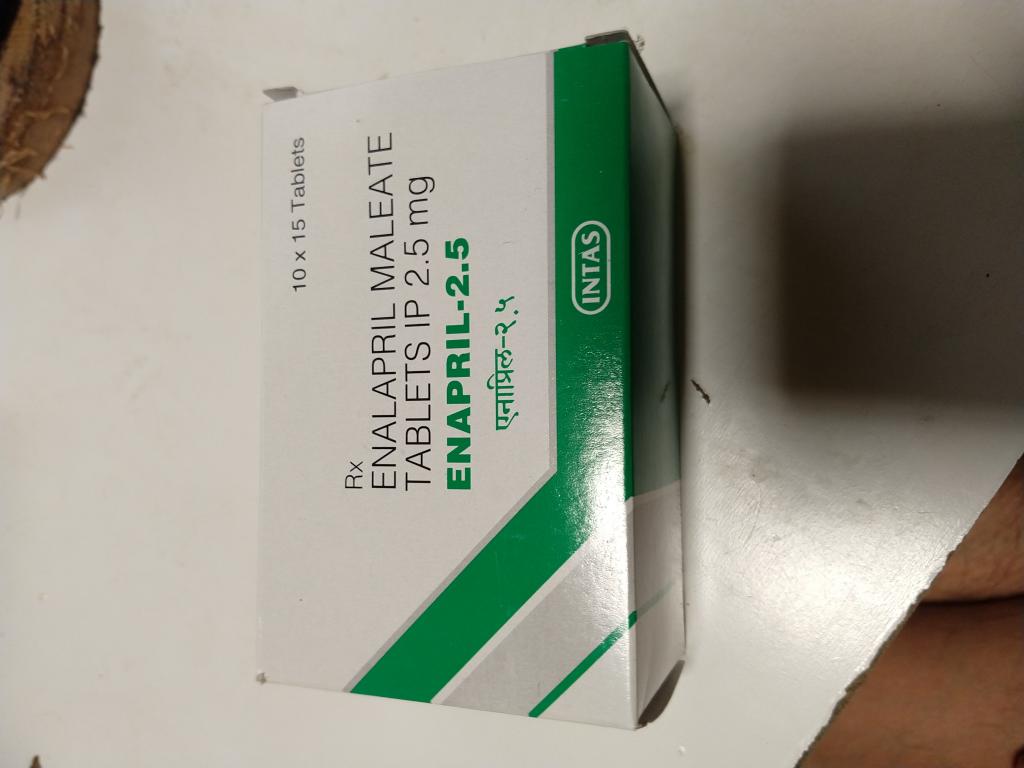 10 x 15 Tablets
Rx
ENALAPRIL MALEATE
TABLETS IP 2.5 mg
ENAPRIL-2.5
एनाप्रिल-२.५
INTAS